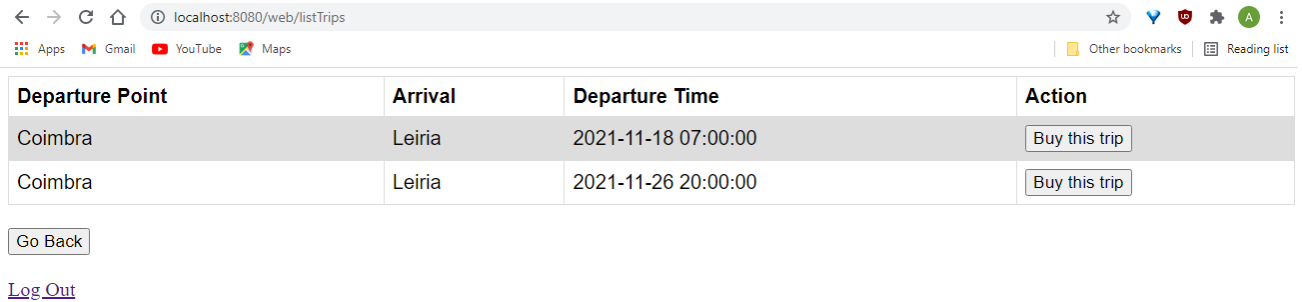 localhost:8080/web/listTrips
A
Apps Gmail YouTube Maps Other bookmarks Reading list
Departure Point Arrival Departure Time Action
Coimbra Leiria 2021-11-18 07:00:00 Buy this trip
Coimbra Leiria 2021-11-26 20:00:00 Buy this trip
Go Back
Log Out